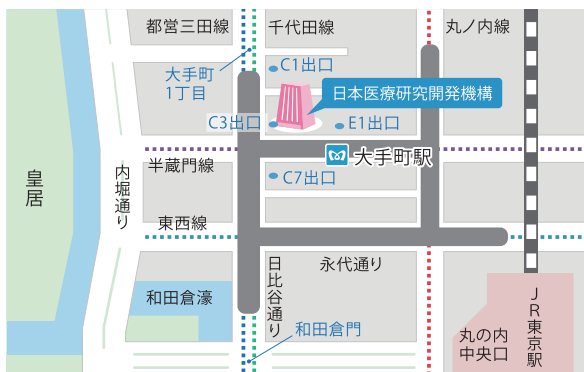 都営三田線
千代田線
丸ノ内線
C1出口
大手町
1丁目
日本医療研究開発機構
C3出口
E1出口
大手町駅
半蔵門線
皇居
内堀通り
C7出口
東西線
日比谷通り
永代通り
和田倉濠
JR東京駅
和田倉門
丸の内
中央口